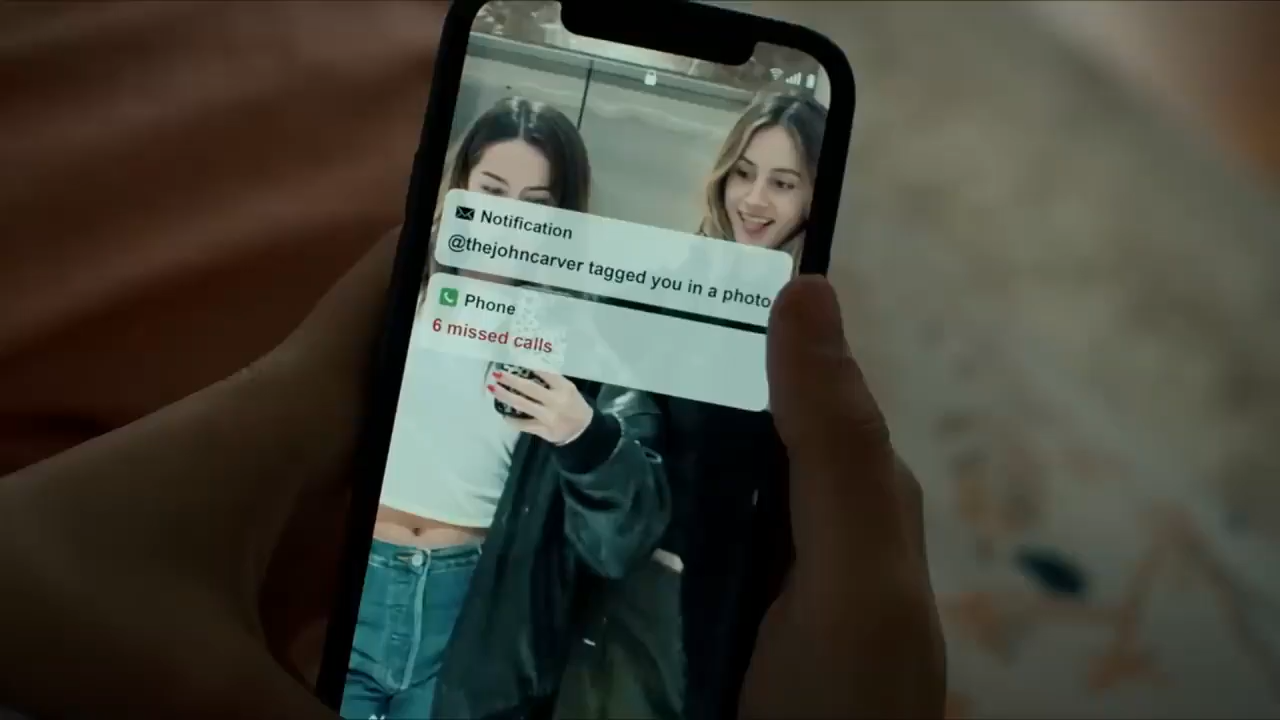 Notification
@thejohncarver tagged you in a photo
Phone
6 missed calls